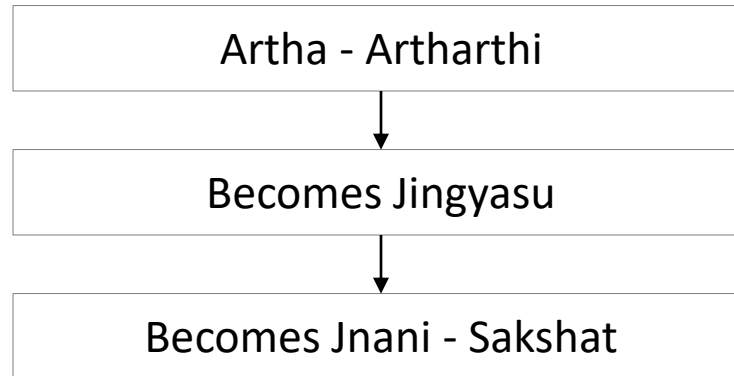 Artha - Artharthi
Becomes Jingyasu
Becomes Jnani - Sakshat